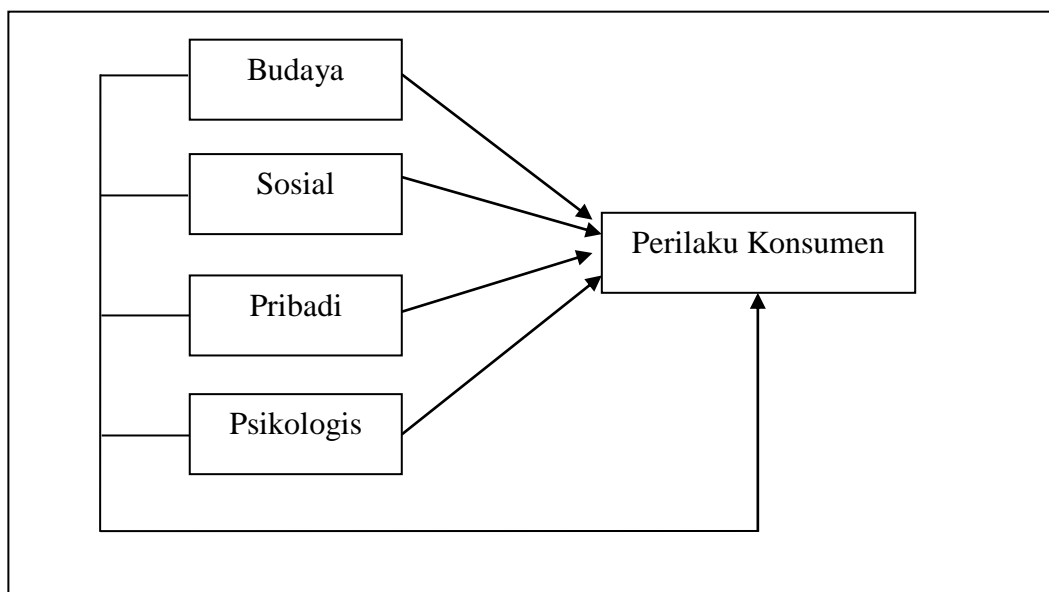 Budaya
Sosial
Perilaku Konsumen
Pribadi
Psikologis